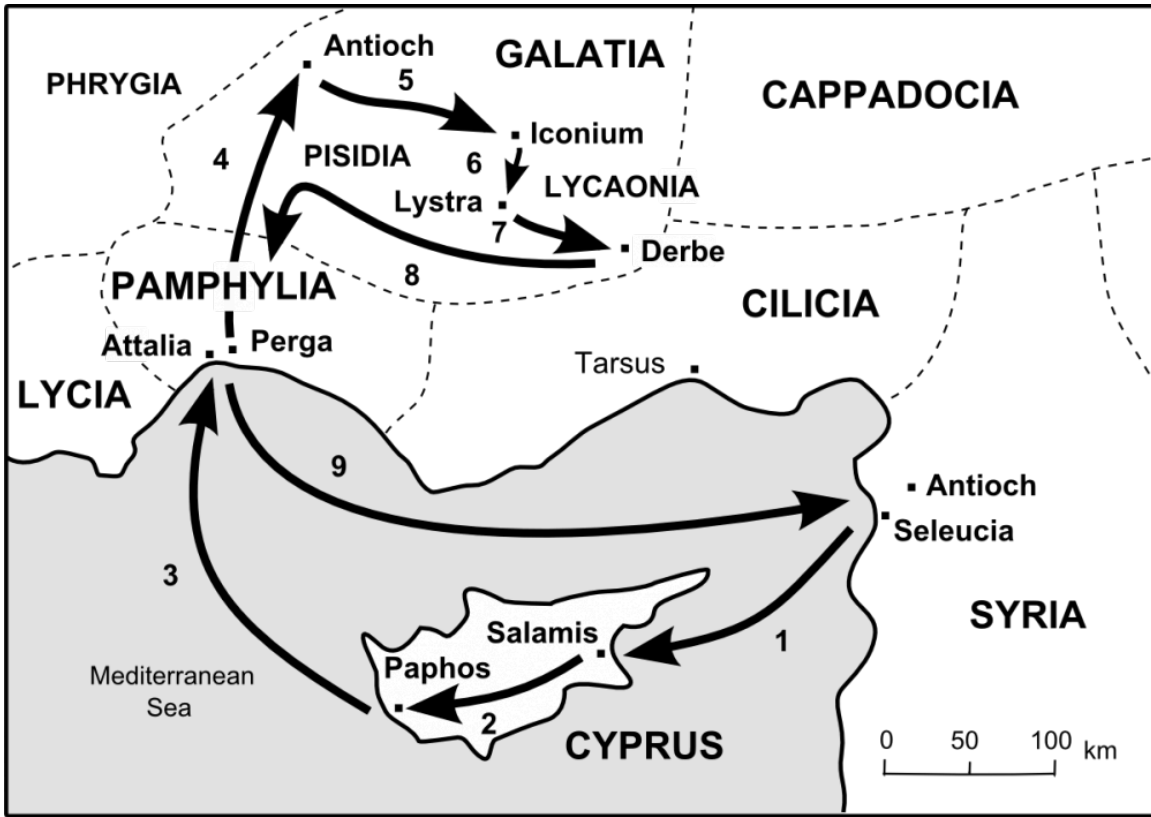 Antioch
GALATIA
PHRYGIA
5
CAPPADOCIA
Iconium
4
PISIDIA
6
LYCAONIA
Lystra
7
Derbe
8
PAMPHYLIA
CILICIA
Attalia
Perga
Tarsus
LYCIA
9
Antioch
Seleucia
3
SYRIA
Salamis
1
Paphos
Mediterranean
Sea
2
CYPRUS
0 50 100 km